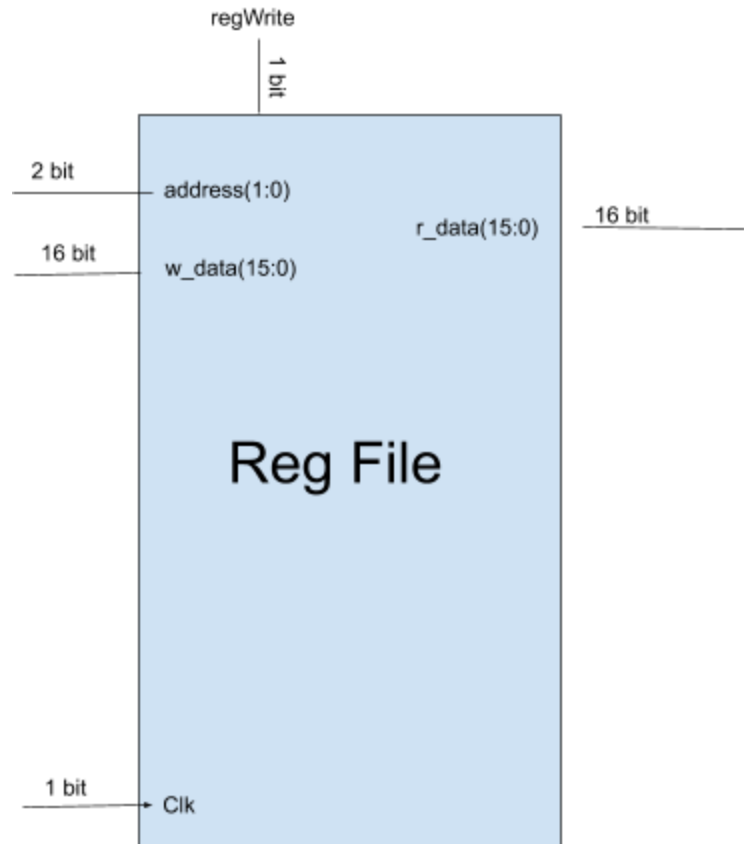 regWrite
1 bit
2 bit
address(1:0)
r_data(15:0)
16 bit
16 bit
w_data(15:0)
Reg File
1 bit
Clk